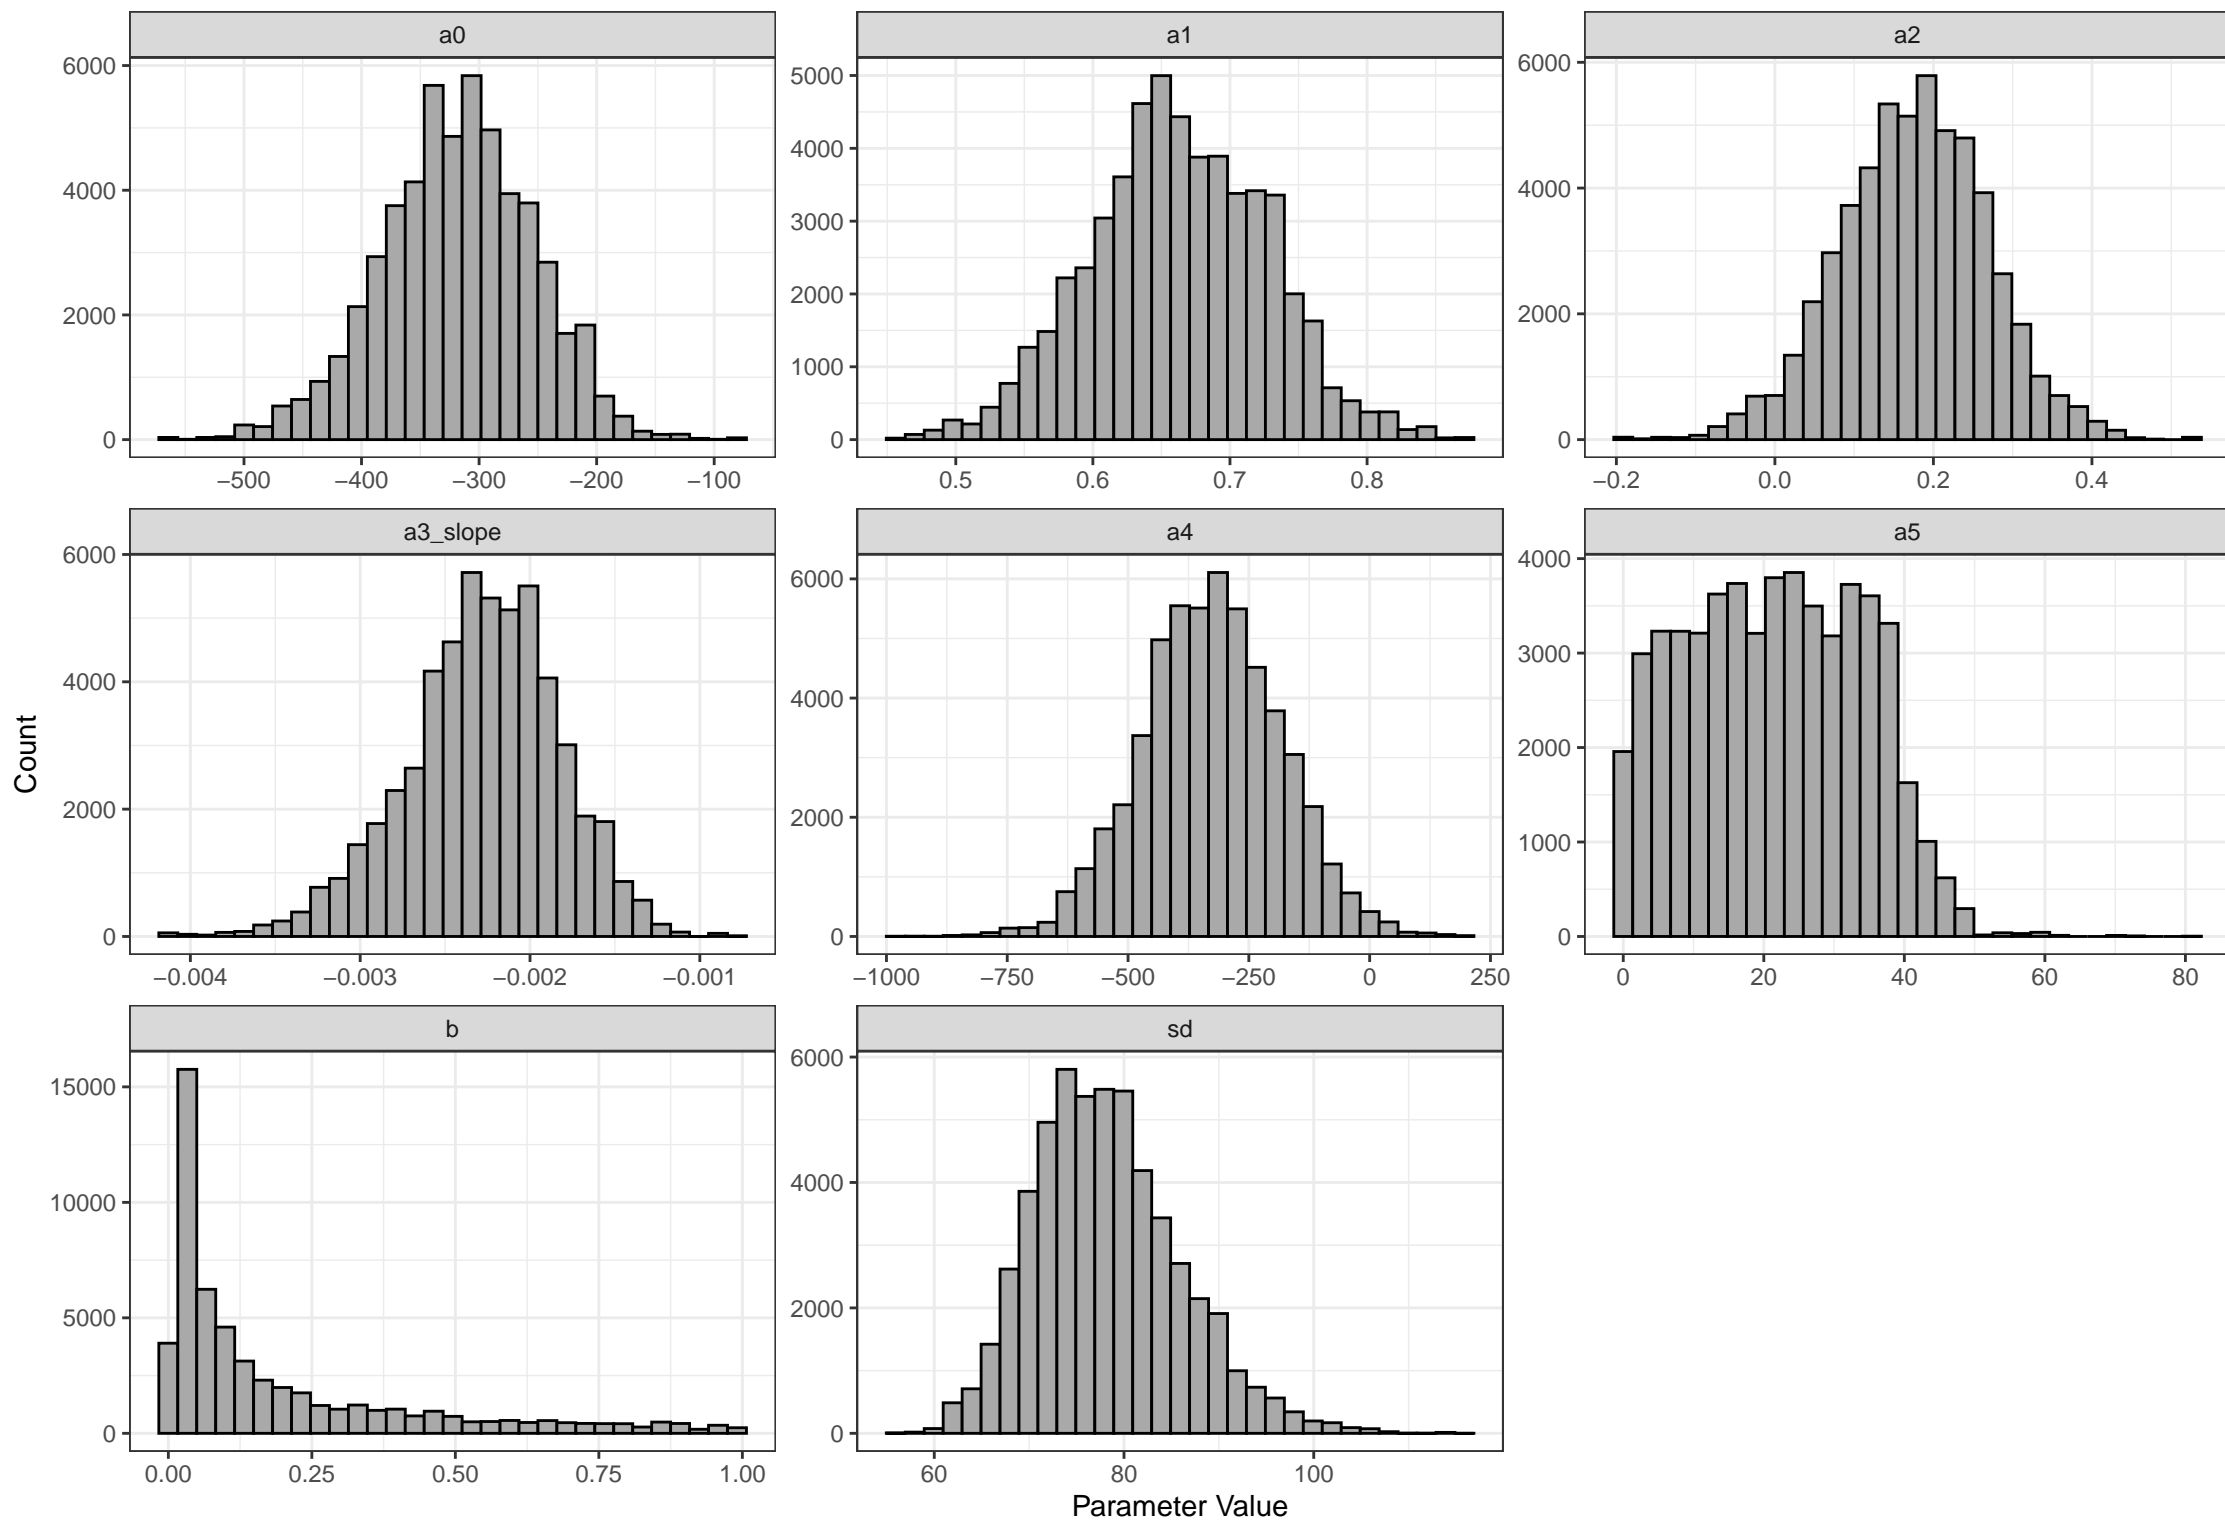 a0
a1
a2
6000
4000
2000
0
−500 −400 −300 −200 −100
5000
4000
3000
2000
1000
0
0.5 0.6 0.7 0.8
6000
4000
2000
0
−0.2 0.0 0.2 0.4
a3_slope
a4
a5
6000
4000
2000
0
−0.004 −0.003 −0.002 −0.001
6000
4000
2000
0
−1000 −750 −500 −250 0 250
4000
3000
2000
1000
0
0 20 40 60 80
b
sd
15000
10000
5000
0
0.00 0.25 0.50 0.75 1.00
6000
4000
2000
0
60 80 100
Count
Parameter Value